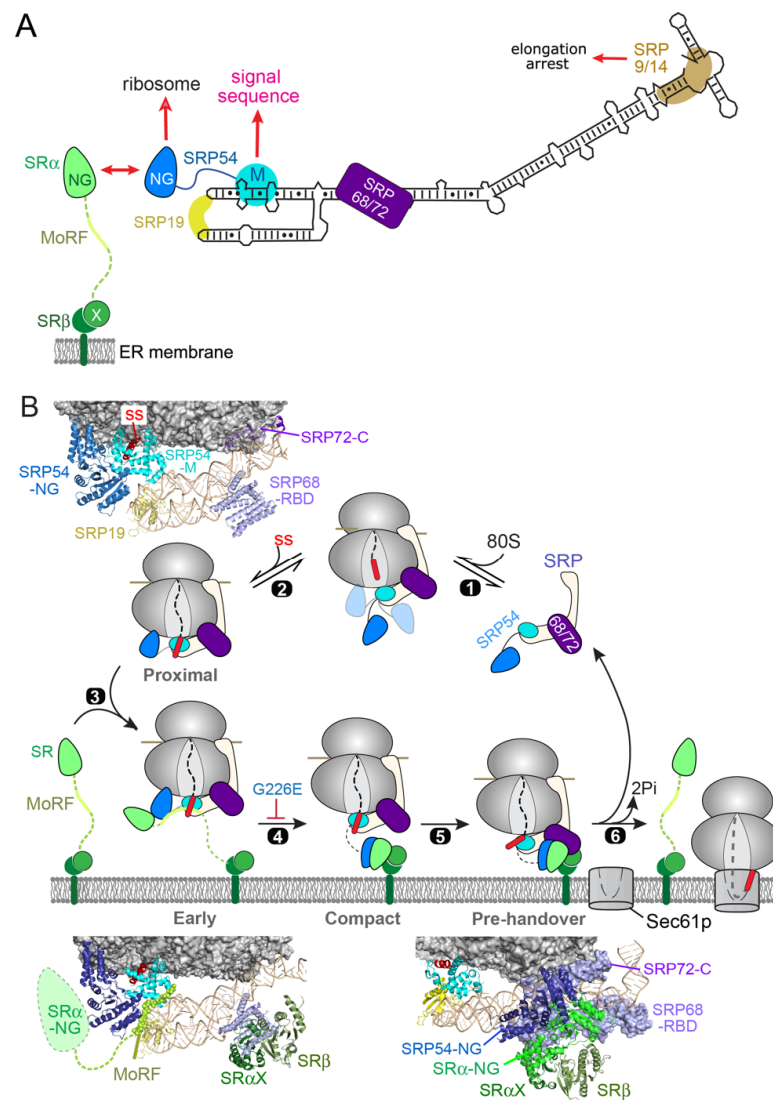 A
elongation
arrest
SRP
9/14
ribosome
signal
sequence
SRα
NG
NG
SRP54
M
SRP
68/72
SRP19
MoRF
X
SRβ
ER membrane
B
SS
SRP72-C
SRP54
-NG
SRP54
-M
SRP68
-RBD
SRP19
SS
2
80S
1
SRP
SRP54
68/72
Proximal
3
SR
MoRF
G226E
4
5
2Pi
6
Early
Compact
Pre-handover
Sec61p
SRα
-NG
MoRF
SRαX
SRβ
SRP72-C
SRP68
-RBD
SRP54-NG
SRα-NG
SRαX
SRβ